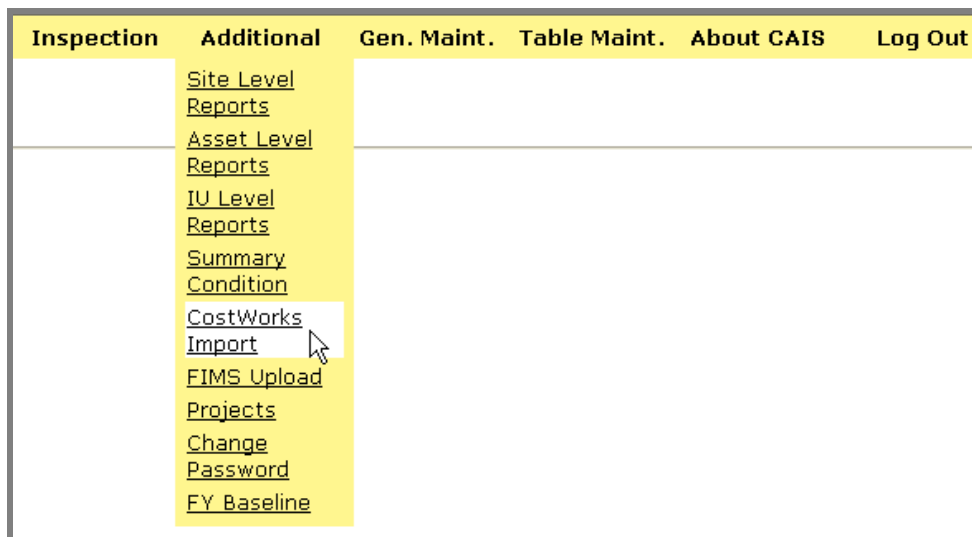 Inspection Additional Gen. Maint. Table Maint. About CAIS Log Out
Site Level
Reports
Asset Level
Reports
IU Level
Reports
Summary
Condition
CostWorks
Import
FIMS Upload
Projects
Change
Password
FY Baseline